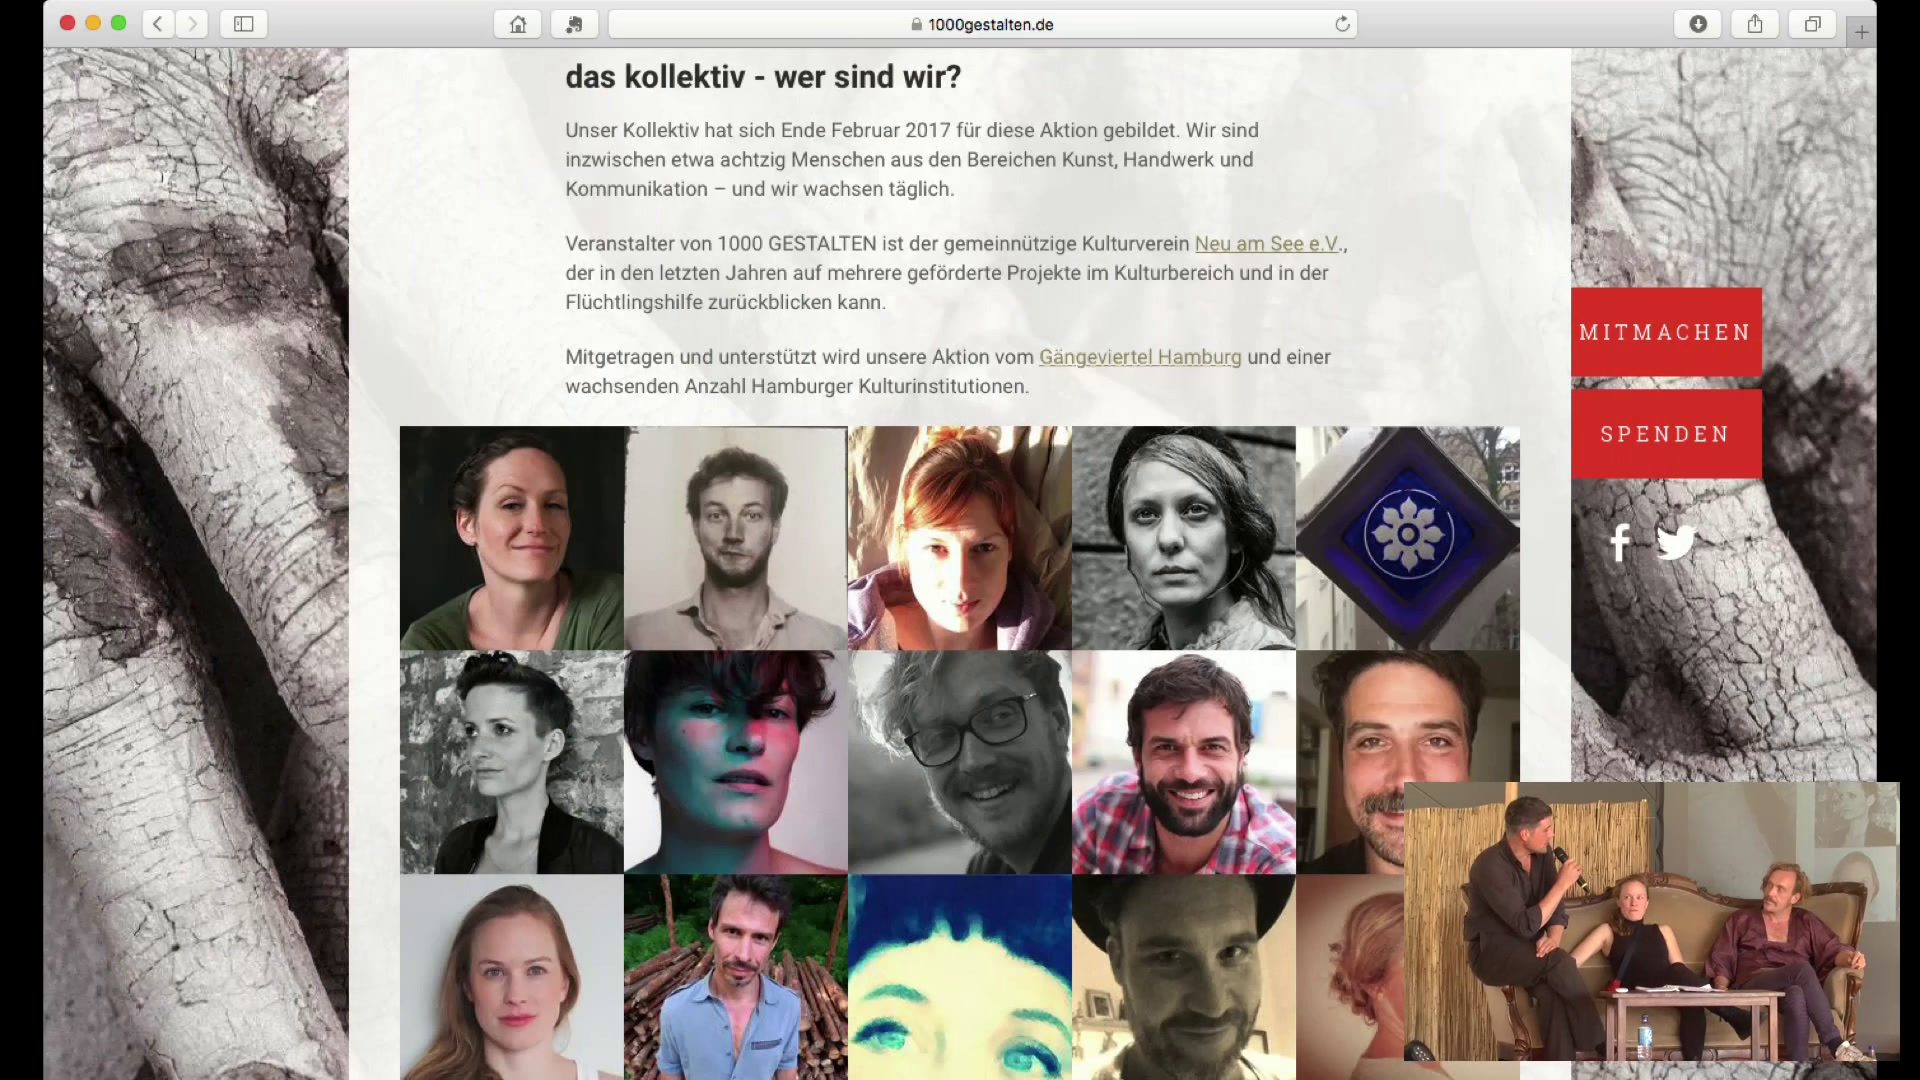 1000gestalten.de
das kollektiv - wer sind wir?
Unser Kollektiv hat sich Ende Februar 2017 für diese Aktion gebildet. Wir sind
inzwischen etwa achtzig Menschen aus den Bereichen Kunst, Handwerk und
Kommunikation – und wir wachsen täglich.
Veranstalter von 1000 GESTALTEN ist der gemeinnützige Kulturverein Neu am See e.V.,
der in den letzten Jahren auf mehrere geförderte Projekte im Kulturbereich und in der
Flüchtlingshilfe zurückblicken kann.
Mitgetragen und unterstützt wird unsere Aktion vom Gängeviertel Hamburg und einer
wachsenden Anzahl Hamburger Kulturinstitutionen.
MITMACHEN
SPENDEN